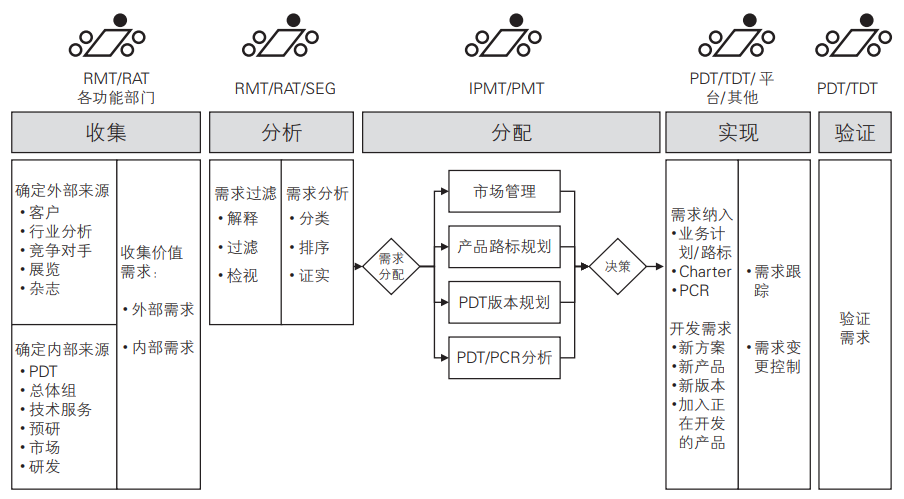 RMT/RAT
各功能部门
RMT/RAT/SEG
IPMT/PMT
PDT/TDT/平
台/其他
PDT/TDT
收集
分析
分配
实现
验证
确定外部来源
•客户
•行业分析
•竞争对手
•展览
•杂志
确定内部来源
•PDT
•总体组
•技术服务
•预研
•市场
•研发
收集价值
需求：
•外部需求
•内部需求
需求过滤
•解释
•过滤
•检视
需求分析
•分类
•排序
•证实
需求
分配
市场管理
产品路标规划
PDT版本规划
PDT/PCR分析
决策
需求纳入
•业务计
划/路标
•Charter
•PCR
开发需求
•新方案
•新产品
•新版本
•加入正
在开发
的产品
•需求跟
踪
•需求变
更控制
验证
需求